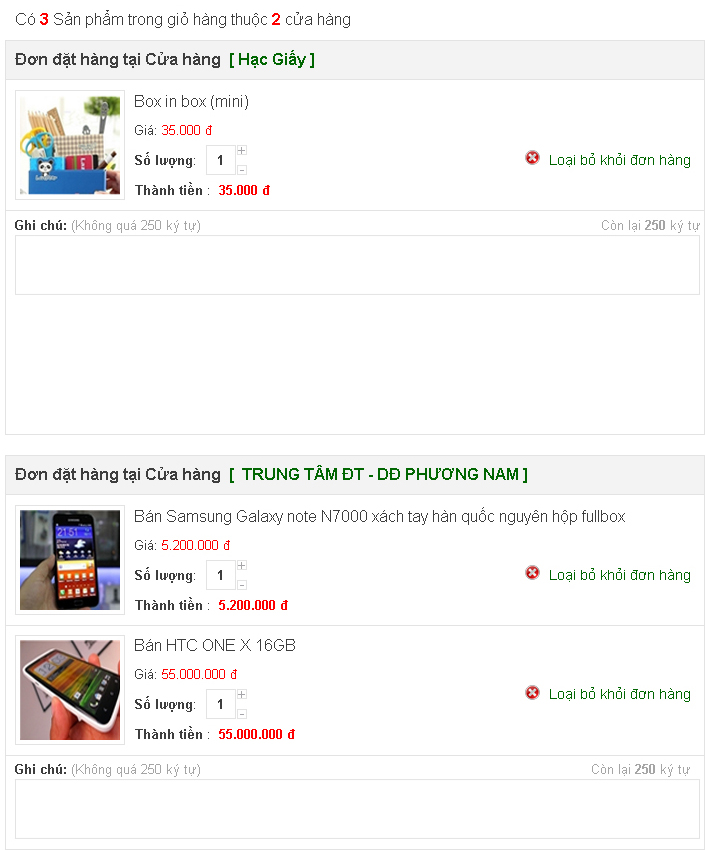 Có 3 Sản phẩm trong giỏ hàng thuộc 2 cửa hàng
Đơn đặt hàng tại Cửa hàng [ Hạc Giấy ]
Box in box (mini)
Giá: 35.000 đ
Số lượng: 1 + -
Loại bỏ khỏi đơn hàng
Thành tiền : 35.000 đ
Ghi chú: (Không quá 250 ký tự) Còn lại 250 ký tự
Đơn đặt hàng tại Cửa hàng [ TRUNG TÂM ĐT - DĐ PHƯƠNG NAM ]
Bán Samsung Galaxy note N7000 xách tay hàn quốc nguyên hộp fullbox
Giá: 5.200.000 đ
Số lượng: 1 + -
Loại bỏ khỏi đơn hàng
Thành tiền : 5.200.000 đ
Bán HTC ONE X 16GB
Giá: 55.000.000 đ
Số lượng: 1 + -
Loại bỏ khỏi đơn hàng
Thành tiền : 55.000.000 đ
Ghi chú: (Không quá 250 ký tự) Còn lại 250 ký tự